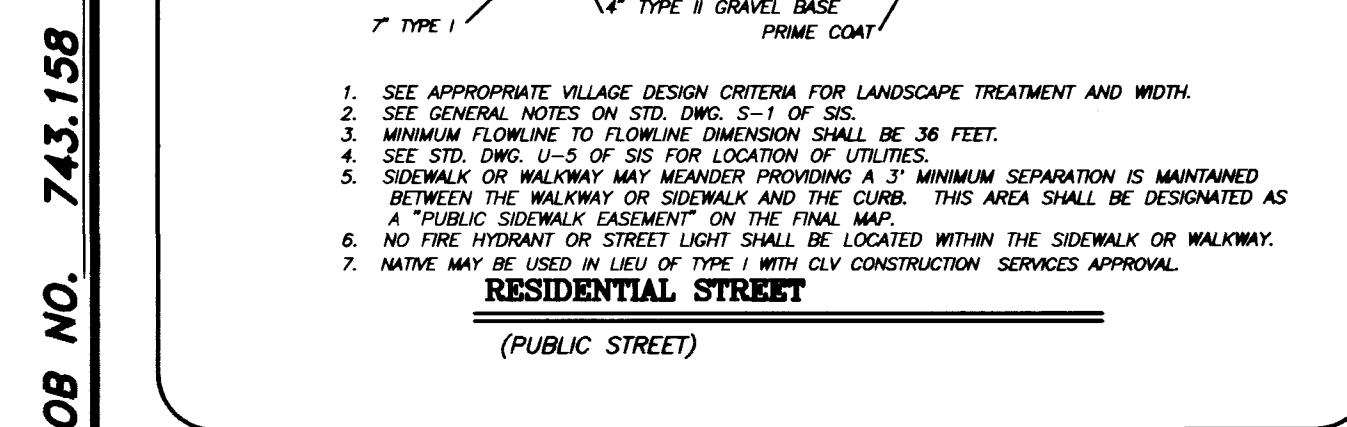 4" TYPE II GRAVEL BASE
7" TYPE I
PRIME COAT
1. SEE APPROPRIATE VILLAGE DESIGN CRITERIA FOR LANDSCAPE TREATMENT AND WIDTH.
2. SEE GENERAL NOTES ON STD. DWG. S-1 OF SIS.
3. MINIMUM FLOWLINE TO FLOWLINE DIMENSION SHALL BE 36 FEET.
4. SEE STD. DWG. U-5 OF SIS FOR LOCATION OF UTILITIES.
5. SIDEWALK OR WALKWAY MAY MEANDER PROVIDING A 3' MINIMUM SEPARATION IS MAINTAINED
BETWEEN THE WALKWAY OR SIDEWALK AND THE CURB. THIS AREA SHALL BE DESIGNATED AS
A "PUBLIC SIDEWALK EASEMENT" ON THE FINAL MAP.
6. NO FIRE HYDRANT OR STREET LIGHT SHALL BE LOCATED WITHIN THE SIDEWALK OR WALKWAY.
7. NATIVE MAY BE USED IN LIEU OF TYPE I WITH CLV CONSTRUCTION SERVICES APPROVAL.
RESIDENTIAL STREET
(PUBLIC STREET)
OB NO. 743.158